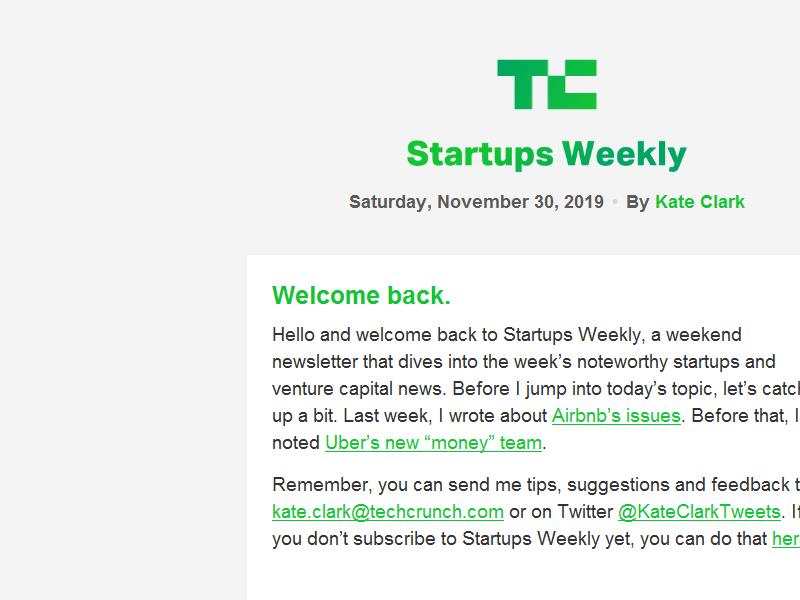 TC
Startups Weekly
Saturday, November 30, 2019 • By Kate Clark
Welcome back.
Hello and welcome back to Startups Weekly, a weekend
newsletter that dives into the week’s noteworthy startups and
venture capital news. Before I jump into today’s topic, let’s
up a bit. Last week, I wrote about Airbnb’s issues. Before that, I
noted Uber’s new “money” team.
Remember, you can send me tips, suggestions and feedback
kate.clark@techcrunch.com or on Twitter @KateClarkTweets. If
you don’t subscribe to Startups Weekly yet, you can do that